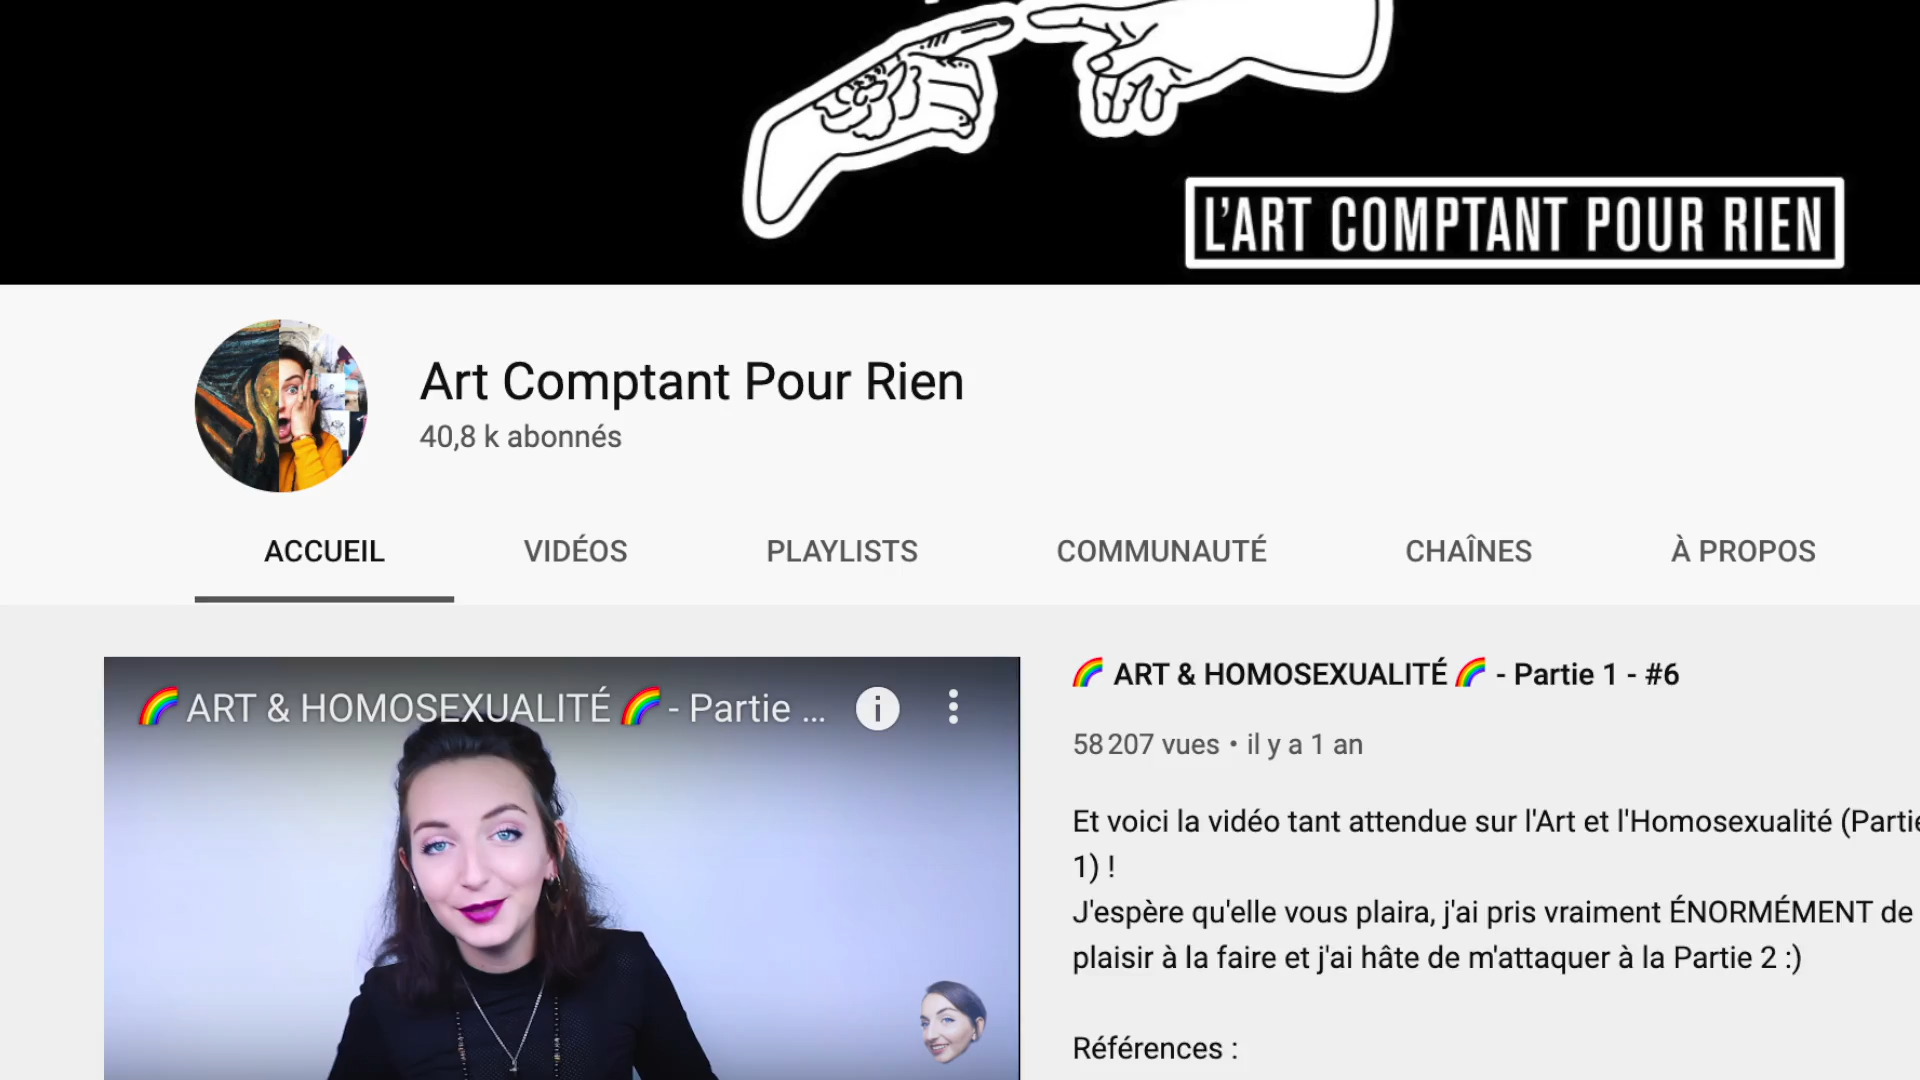 L'ART COMPTANT POUR RIEN
Art Comptant Pour Rien
40,8 k abonnés
ACCUEIL VIDÉOS PLAYLISTS COMMUNAUTÉ CHAÎNES À PROPOS
🌈 ART & HOMOSEXUALITÉ 🌈 - Partie ...
🌈 ART & HOMOSEXUALITÉ 🌈 - Partie 1 - #6
58 207 vues • il y a 1 an
Et voici la vidéo tant attendue sur l'Art et l'Homosexualité (Partie
1) !
J'espère qu'elle vous plaira, j'ai pris vraiment ÉNORMÉMENT de
plaisir à la faire et j'ai hâte de m'attaquer à la Partie 2 :)
Références :